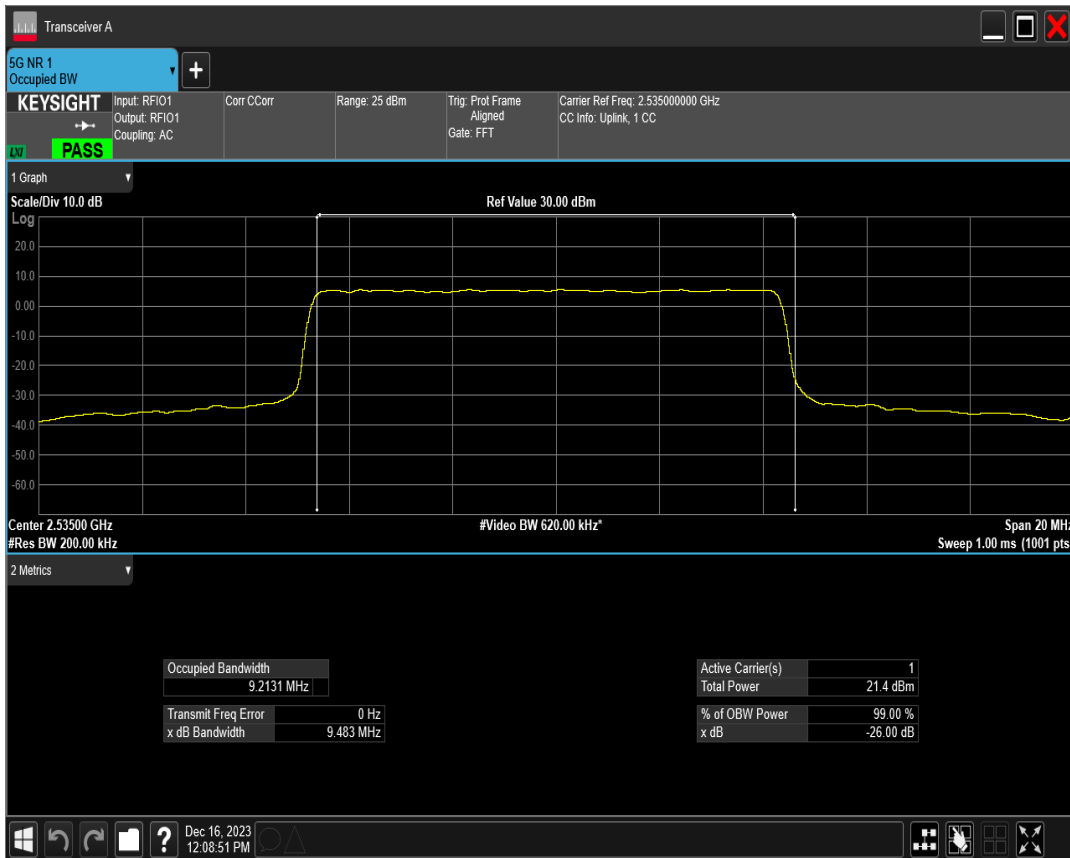 Transceiver A
5G NR 1
Occupied BW
+
KEYSIGHT
LXI
PASS
Input: RFIO1
Output: RFIO1
Coupling: AC
Corr CCorr
Range: 25 dBm
Trig: Prot Frame
Aligned
Gate: FFT
Carrier Ref Freq: 2.535000000 GHz
CC Info: Uplink, 1 CC
1 Graph
Scale/Div 10.0 dB
Ref Value 30.00 dBm
Log
20.0
10.0
0.00
-10.0
-20.0
-30.0
-40.0
-50.0
-60.0
Center 2.53500 GHz
#Video BW 620.00 kHz*
Span 20 MHz
#Res BW 200.00 kHz
Sweep 1.00 ms (1001 pts
2 Metrics
Occupied Bandwidth
9.2131 MHz
Transmit Freq Error 0 Hz
x dB Bandwidth 9.483 MHz
Active Carrier(s) 1
Total Power 21.4 dBm
% of OBW Power 99.00 %
x dB -26.00 dB
?
Dec 16, 2023
12:08:51 PM